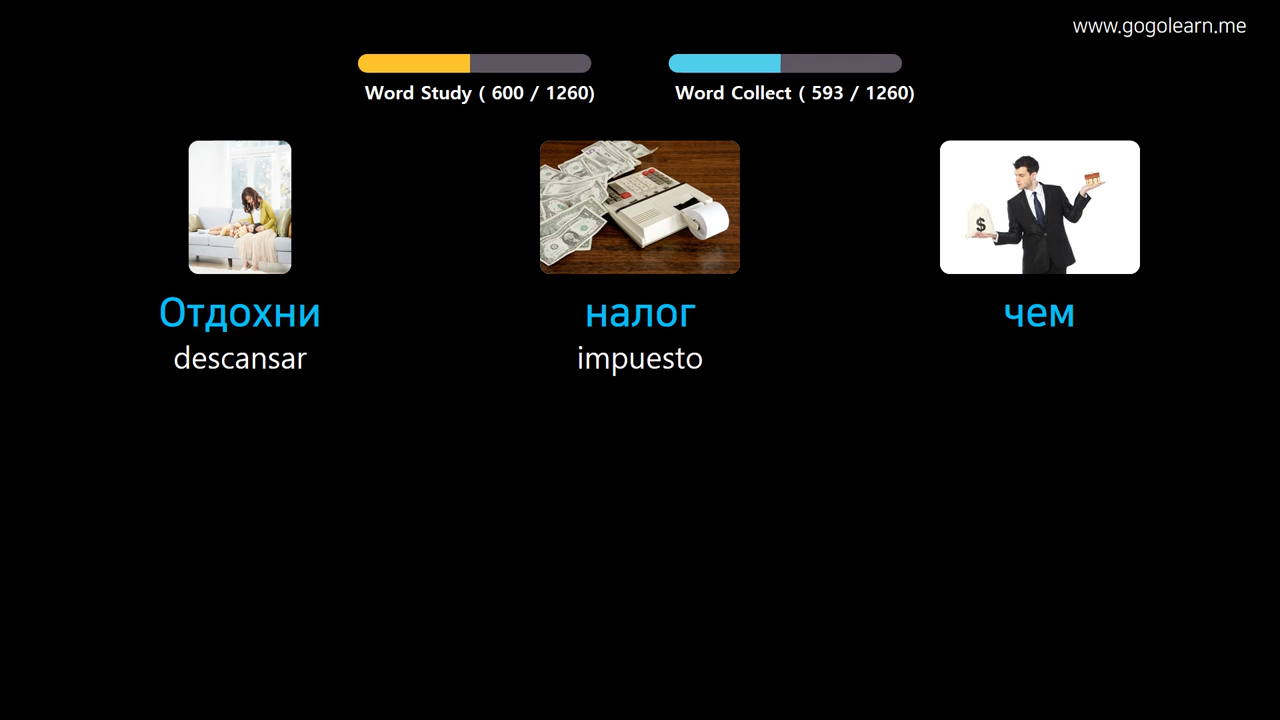 www.gogolearn.me
Word Study ( 600 / 1260)
Word Collect ( 593 / 1260)
Отдохни
налог
чем
descansar
impuesto
$